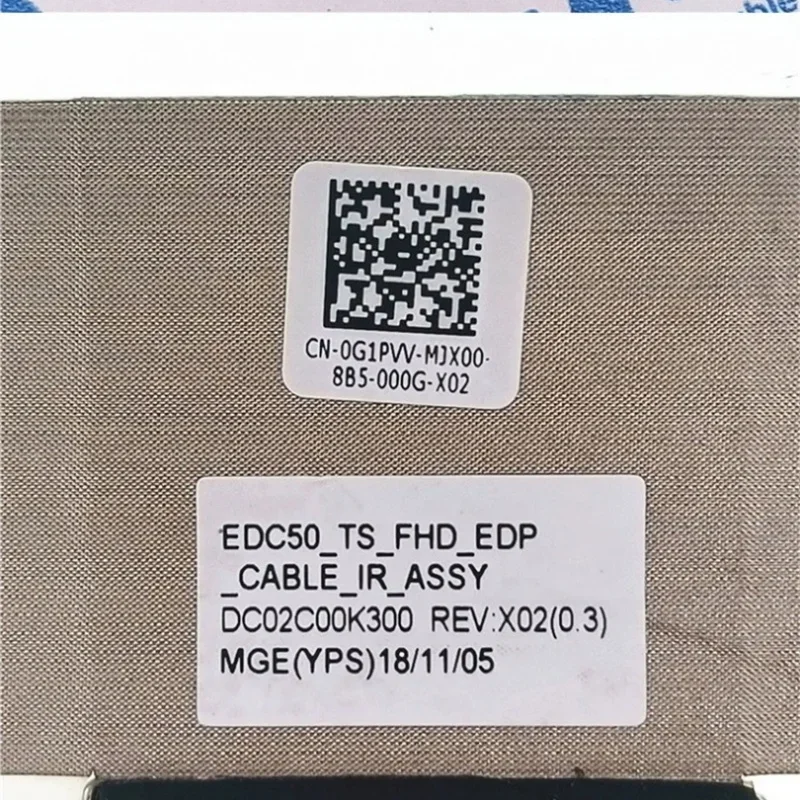 CN-0G1PVV-MJX00-
8B5-000G-X02
EDC50_TS_FHD_EDP
_CABLE_IR_ASSY
DC02C00K300 REV:X02(0.3)
MGE(YPS)18/11/05